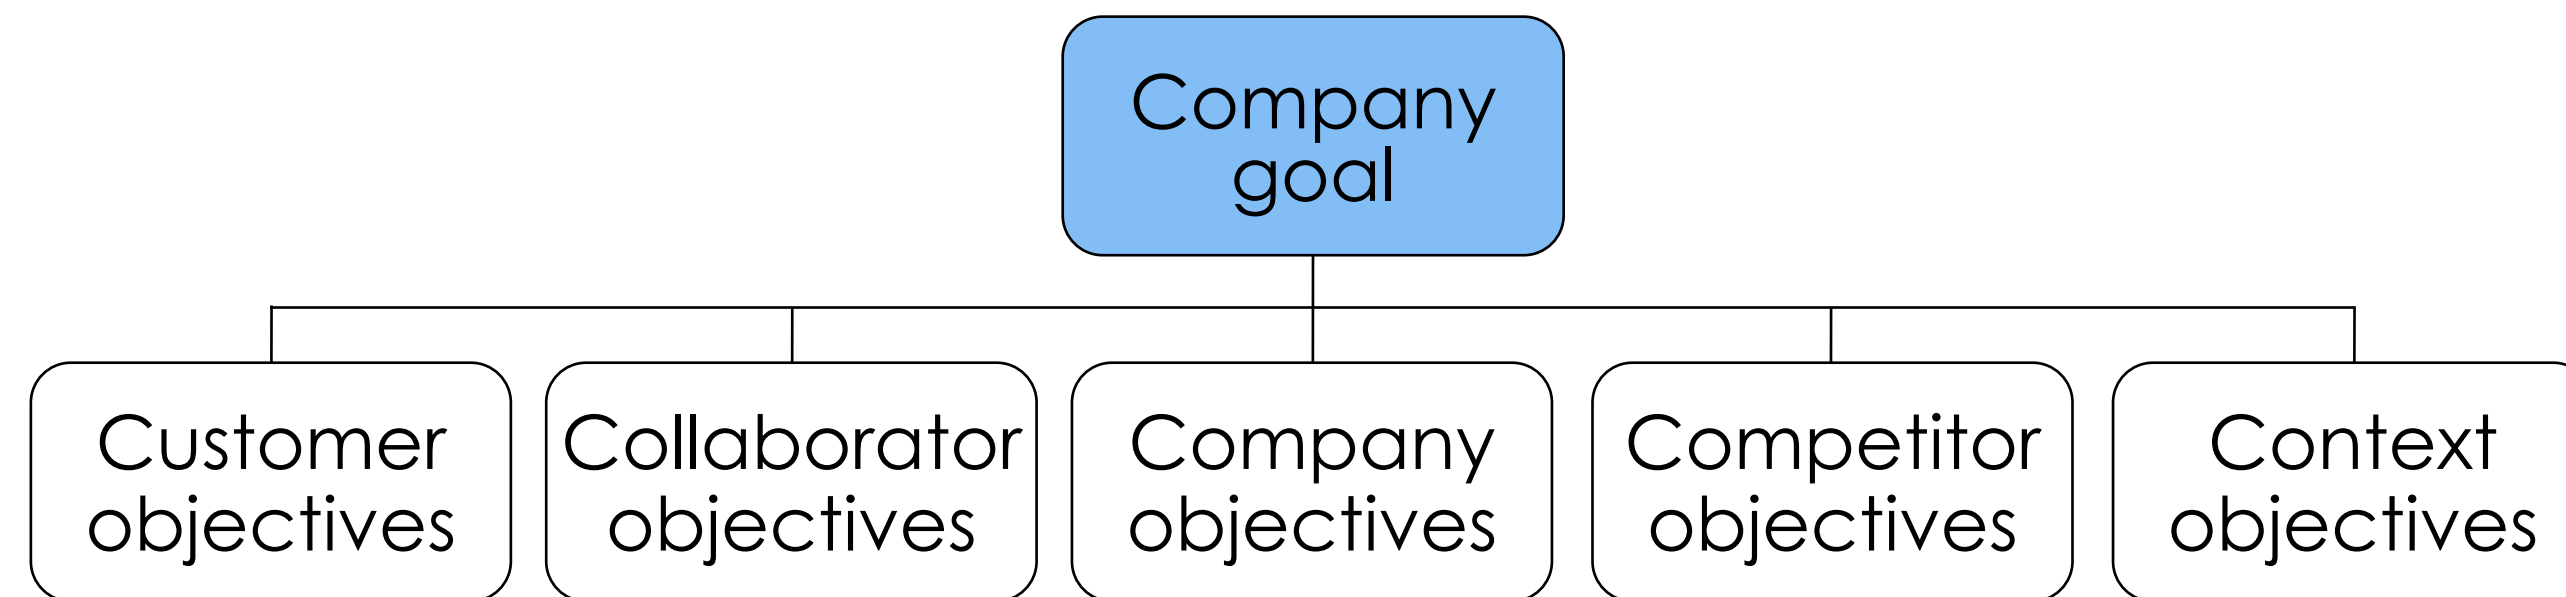 Company
goal
Customer
objectives
Collaborator
objectives
Company
objectives
Competitor
objectives
Context
objectives